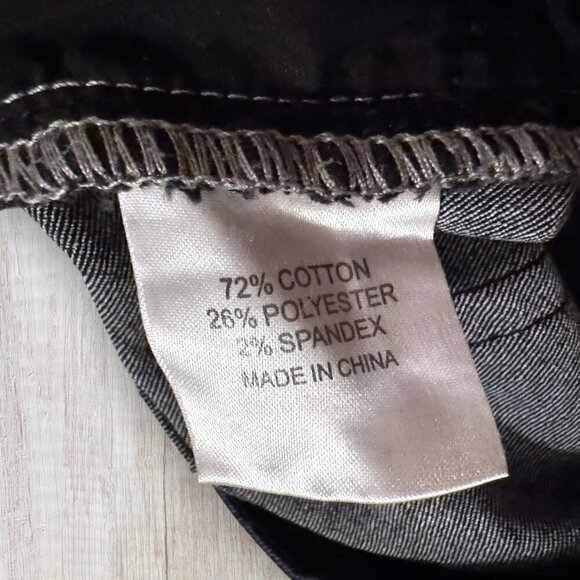 72% COTTON
26% POLYESTER
2% SPANDEX
MADE IN CHINA